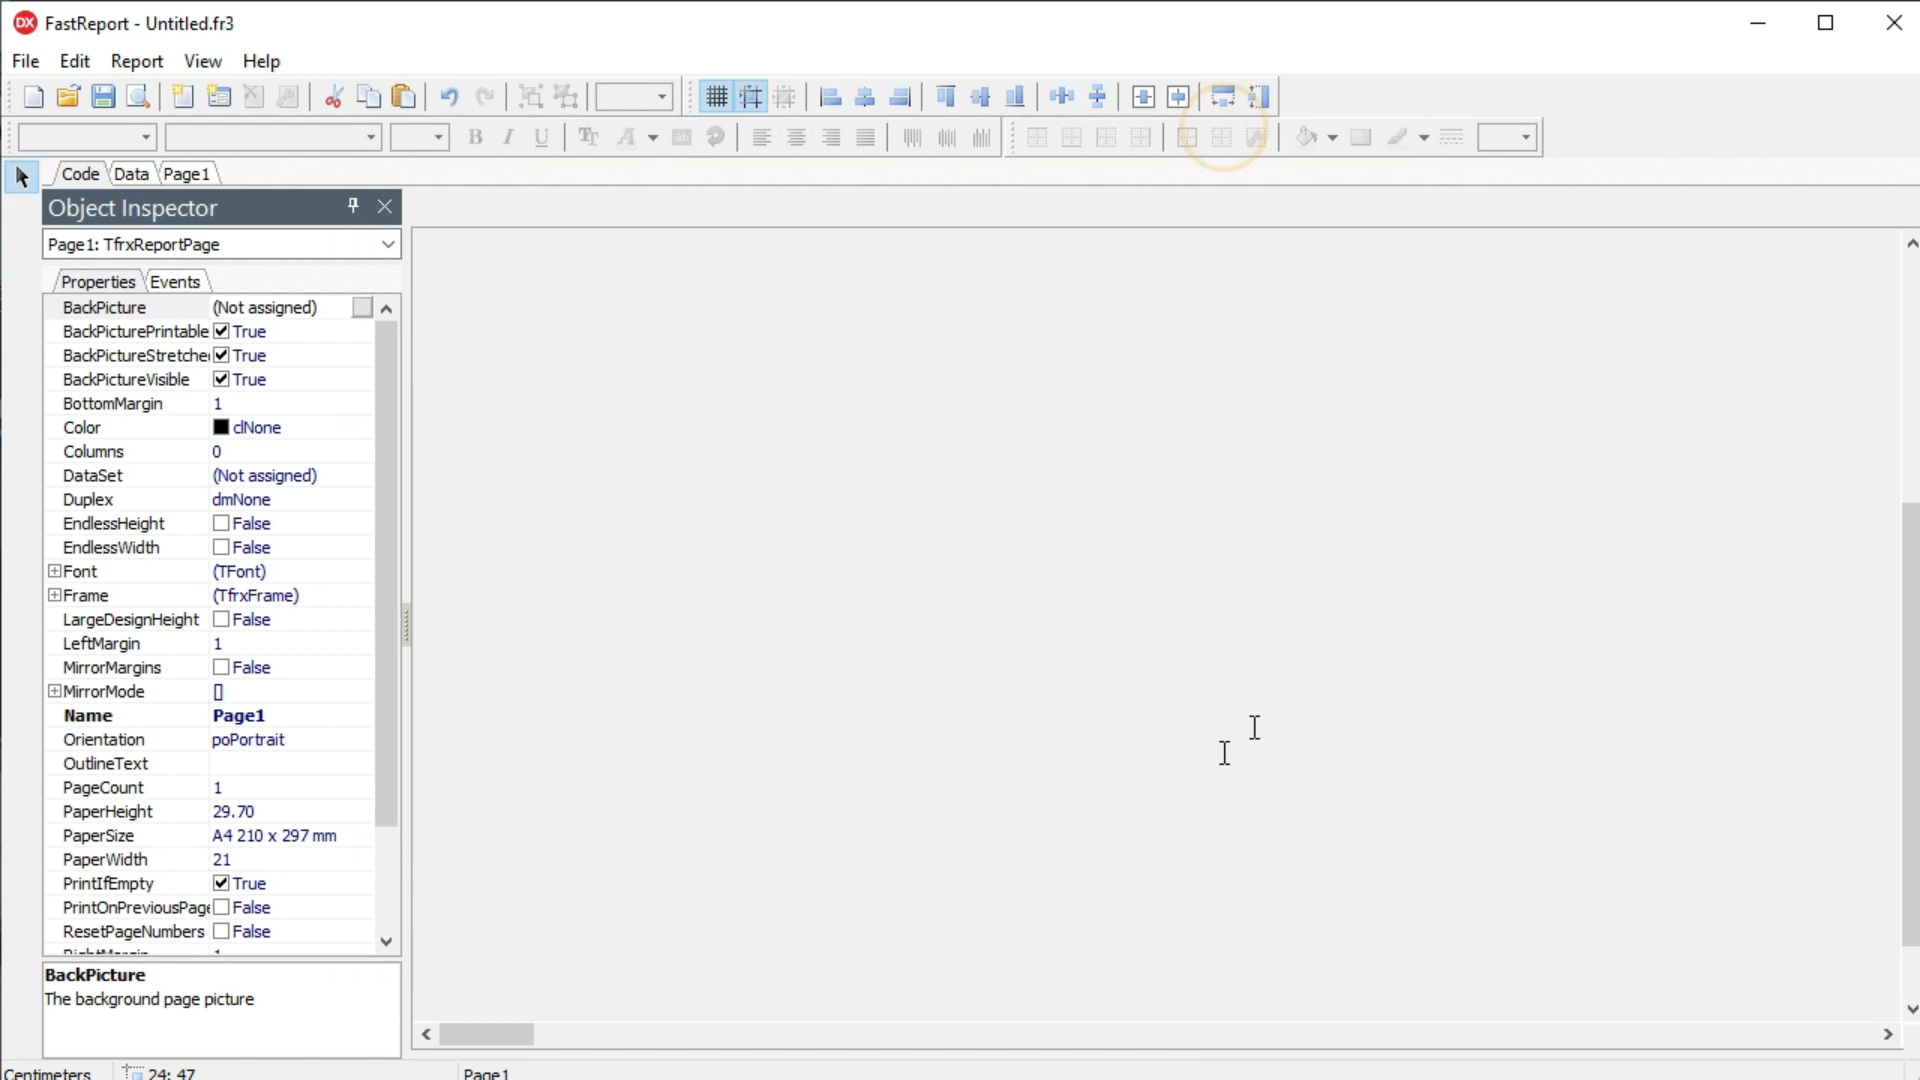 DX FastReport - Untitled.fr3
File Edit Report View Help
B I U
Code Data Page1
Object Inspector
Page1: TfrxReportPage
Properties Events
BackPicture (Not assigned)
BackPicturePrintable True
BackPictureStretche True
BackPictureVisible True
BottomMargin 1
Color clNone
Columns 0
DataSet (Not assigned)
Duplex dmNone
EndlessHeight False
EndlessWidth False
Font (TFont)
Frame (TfrxFrame)
LargeDesignHeight False
LeftMargin 1
MirrorMargins False
MirrorMode []
Name Page1
Orientation poPortrait
OutlineText
PageCount 1
PaperHeight 29.70
PaperSize A4 210 x 297 mm
PaperWidth 21
PrintIfEmpty True
PrintOnPreviousPage False
ResetPageNumbers False
BackPicture
The background page picture
Centimeters 24; 47 Page1